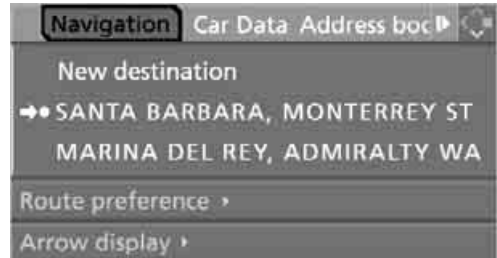 Navigation Car Data Address boc
New destination
SANTA BARBARA, MONTERREY ST
MARINA DEL REY, ADMIRALTY WA
Route preference
Arrow display